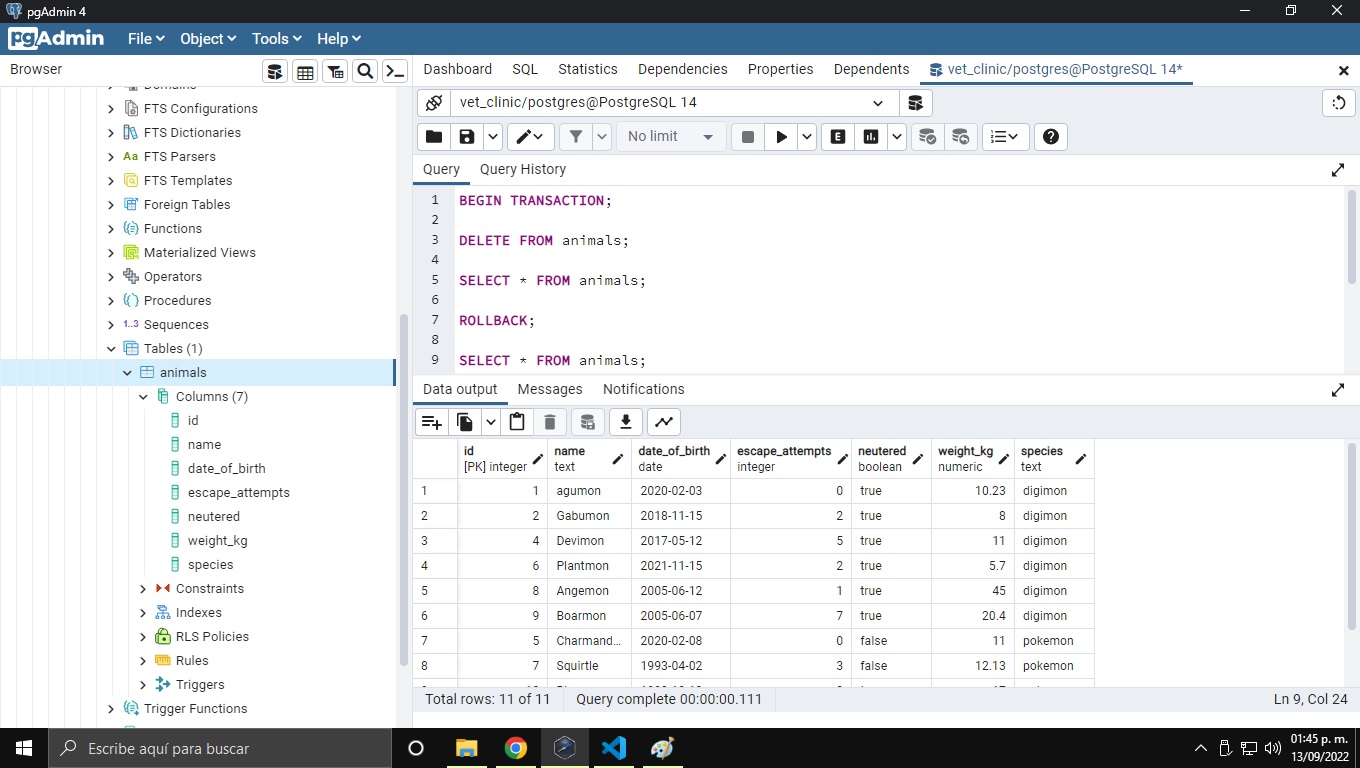 pgAdmin 4
pgAdmin File Object Tools Help
Browser
Dashboard SQL Statistics Dependencies Properties Dependents vet_clinic/postgres@PostgreSQL 14*
Domains
FTS Configurations
FTS Dictionaries
Aa FTS Parsers
FTS Templates
Foreign Tables
Functions
Materialized Views
Operators
Procedures
1..3 Sequences
Tables (1)
animals
Columns (7)
id
name
date_of_birth
escape_attempts
neutered
weight_kg
species
Constraints
Indexes
RLS Policies
Rules
Triggers
Trigger Functions
vet_clinic/postgres@PostgreSQL 14
No limit E
Query Query History
1 BEGIN TRANSACTION;
2
3 DELETE FROM animals;
4
5 SELECT * FROM animals;
6
7 ROLLBACK;
8
9 SELECT * FROM animals;
Data output Messages Notifications
id name date_of_birth escape_attempts neutered weight_kg species
[PK] integer text date integer boolean numeric text
1 1 agumon 2020-02-03 0 true 10.23 digimon
2 2 Gabumon 2018-11-15 2 true 8 digimon
3 4 Devimon 2017-05-12 5 true 11 digimon
4 6 Plantmon 2021-11-15 2 true 5.7 digimon
5 8 Angemon 2005-06-12 1 true 45 digimon
6 9 Boarmon 2005-06-07 7 true 20.4 digimon
7 5 Charmand... 2020-02-08 0 false 11 pokemon
8 7 Squirtle 1993-04-02 3 false 12.13 pokemon
Total rows: 11 of 11 Query complete 00:00:00.111 Ln 9, Col 24
Escribe aquí para buscar
01:45 p. m.
13/09/2022